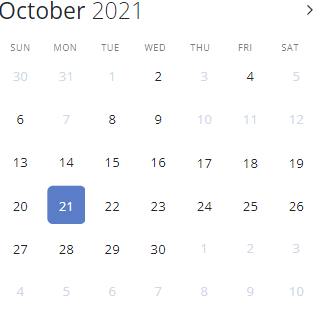 October 2021
SUN MON TUE WED THU FRI SAT
30 31 1 2 3 4 5
6 7 8 9 10 11 12
13 14 15 16 17 18 19
20 21 22 23 24 25 26
27 28 29 30 1 2 3
4 5 6 7 8 9 10